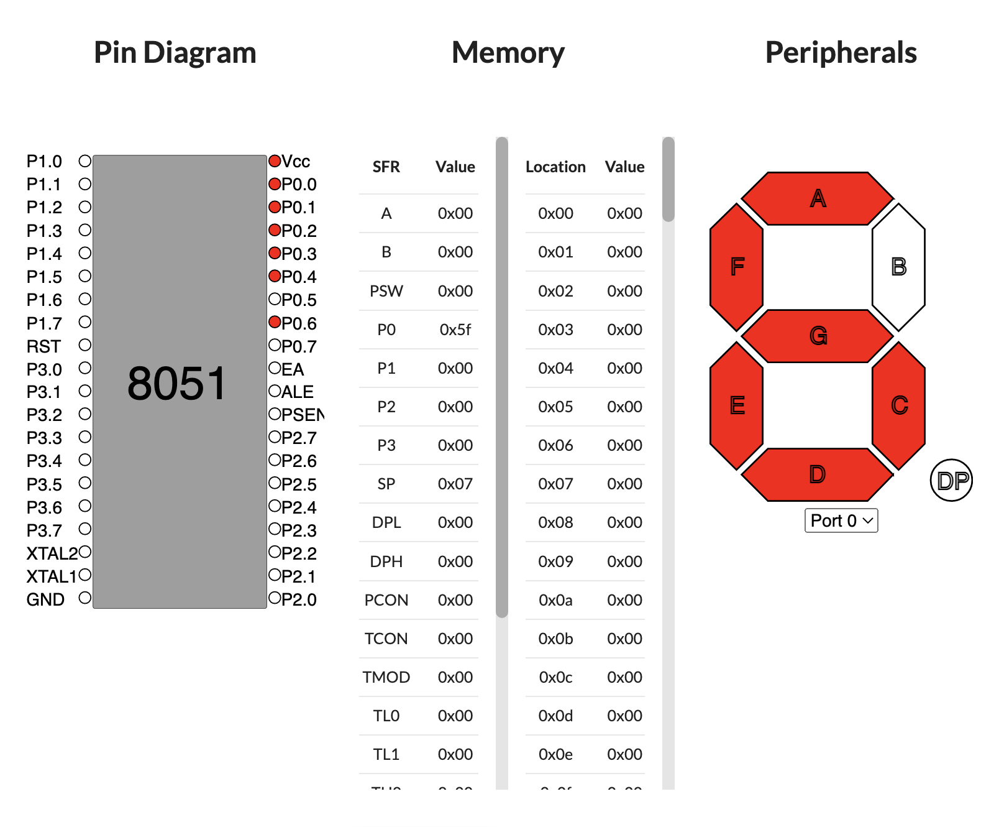 Pin Diagram
P1.0
P1.1
P1.2
P1.3
P1.4
P1.5
P1.6
P1.7
RST
P3.0
P3.1
P3.2
P3.3
P3.4
P3.5
P3.6
P3.7
XTAL2
XTAL1
GND
8051
Vcc
P0.0
P0.1
P0.2
P0.3
P0.4
P0.5
P0.6
P0.7
EA
ALE
PSEN
P2.7
P2.6
P2.5
P2.4
P2.3
P2.2
P2.1
P2.0
Memory
SFR Value
A 0x00
B 0x00
PSW 0x00
P0 0x5f
P1 0x00
P2 0x00
P3 0x00
SP 0x07
DPL 0x00
DPH 0x00
PCON 0x00
TCON 0x00
TMOD 0x00
TL0 0x00
TL1 0x00
Location Value
0x00 0x00
0x01 0x00
0x02 0x00
0x03 0x00
0x04 0x00
0x05 0x00
0x06 0x00
0x07 0x00
0x08 0x00
0x09 0x00
0x0a 0x00
0x0b 0x00
0x0c 0x00
0x0d 0x00
0x0e 0x00
Peripherals
A
F
B
G
E
C
D
DP
Port 0